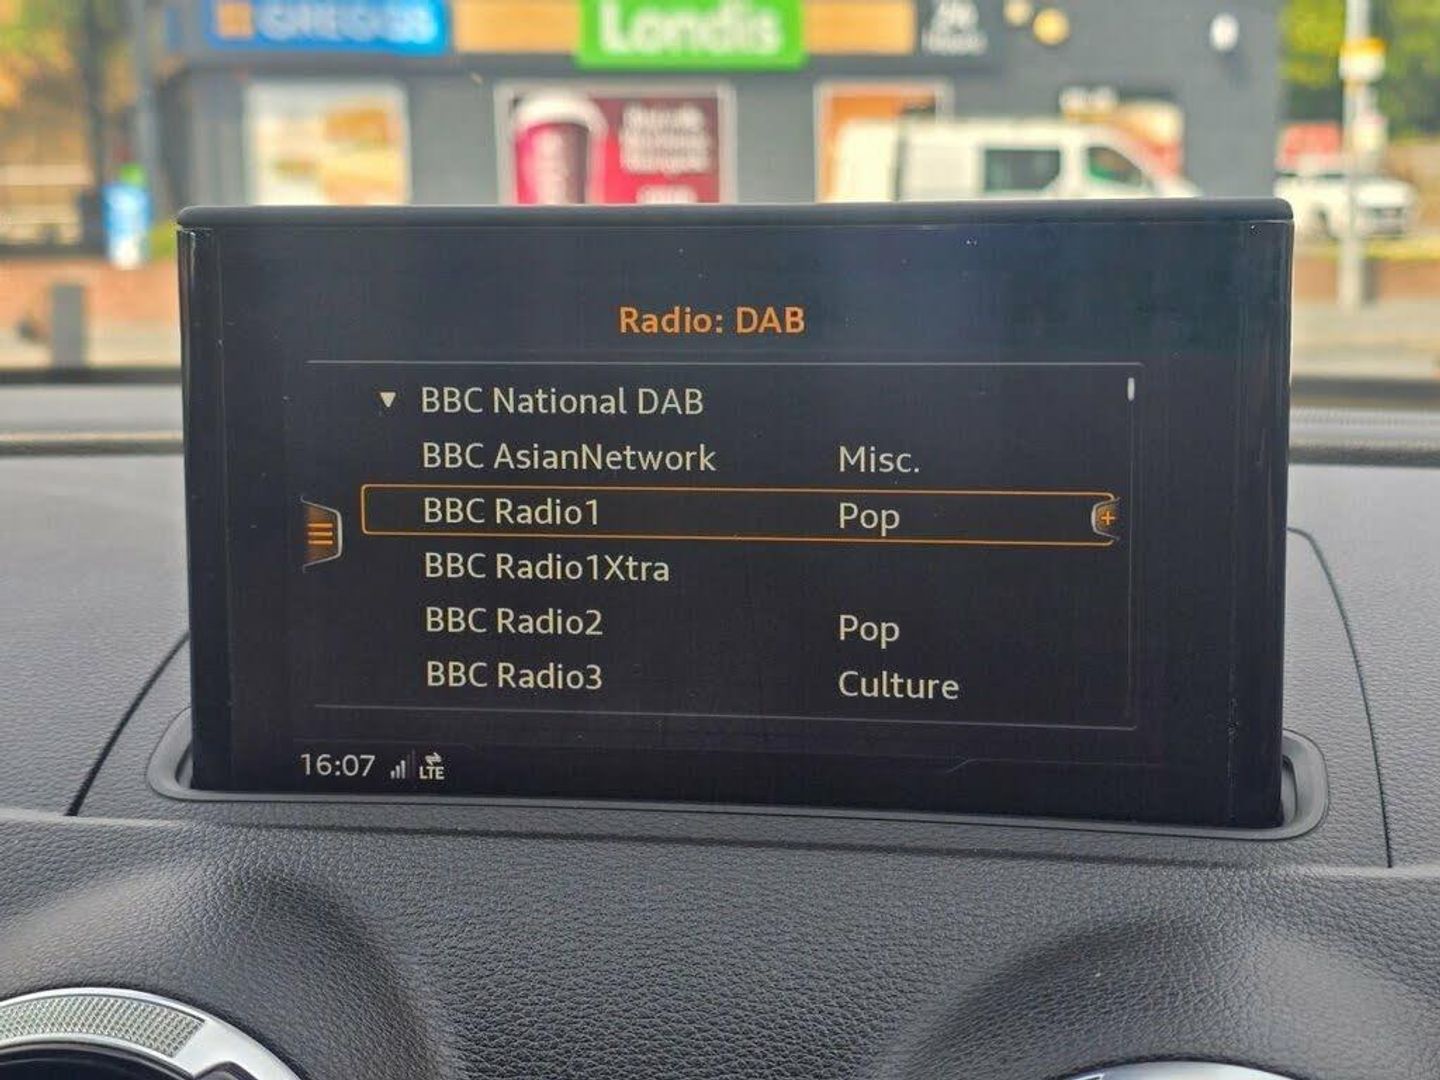 GREGGS
Londis
Radio: DAB
BBC National DAB
BBC AsianNetwork Misc.
BBC Radio1 Pop
BBC Radio1Xtra
BBC Radio2 Pop
BBC Radio3 Culture
16:07 LTE